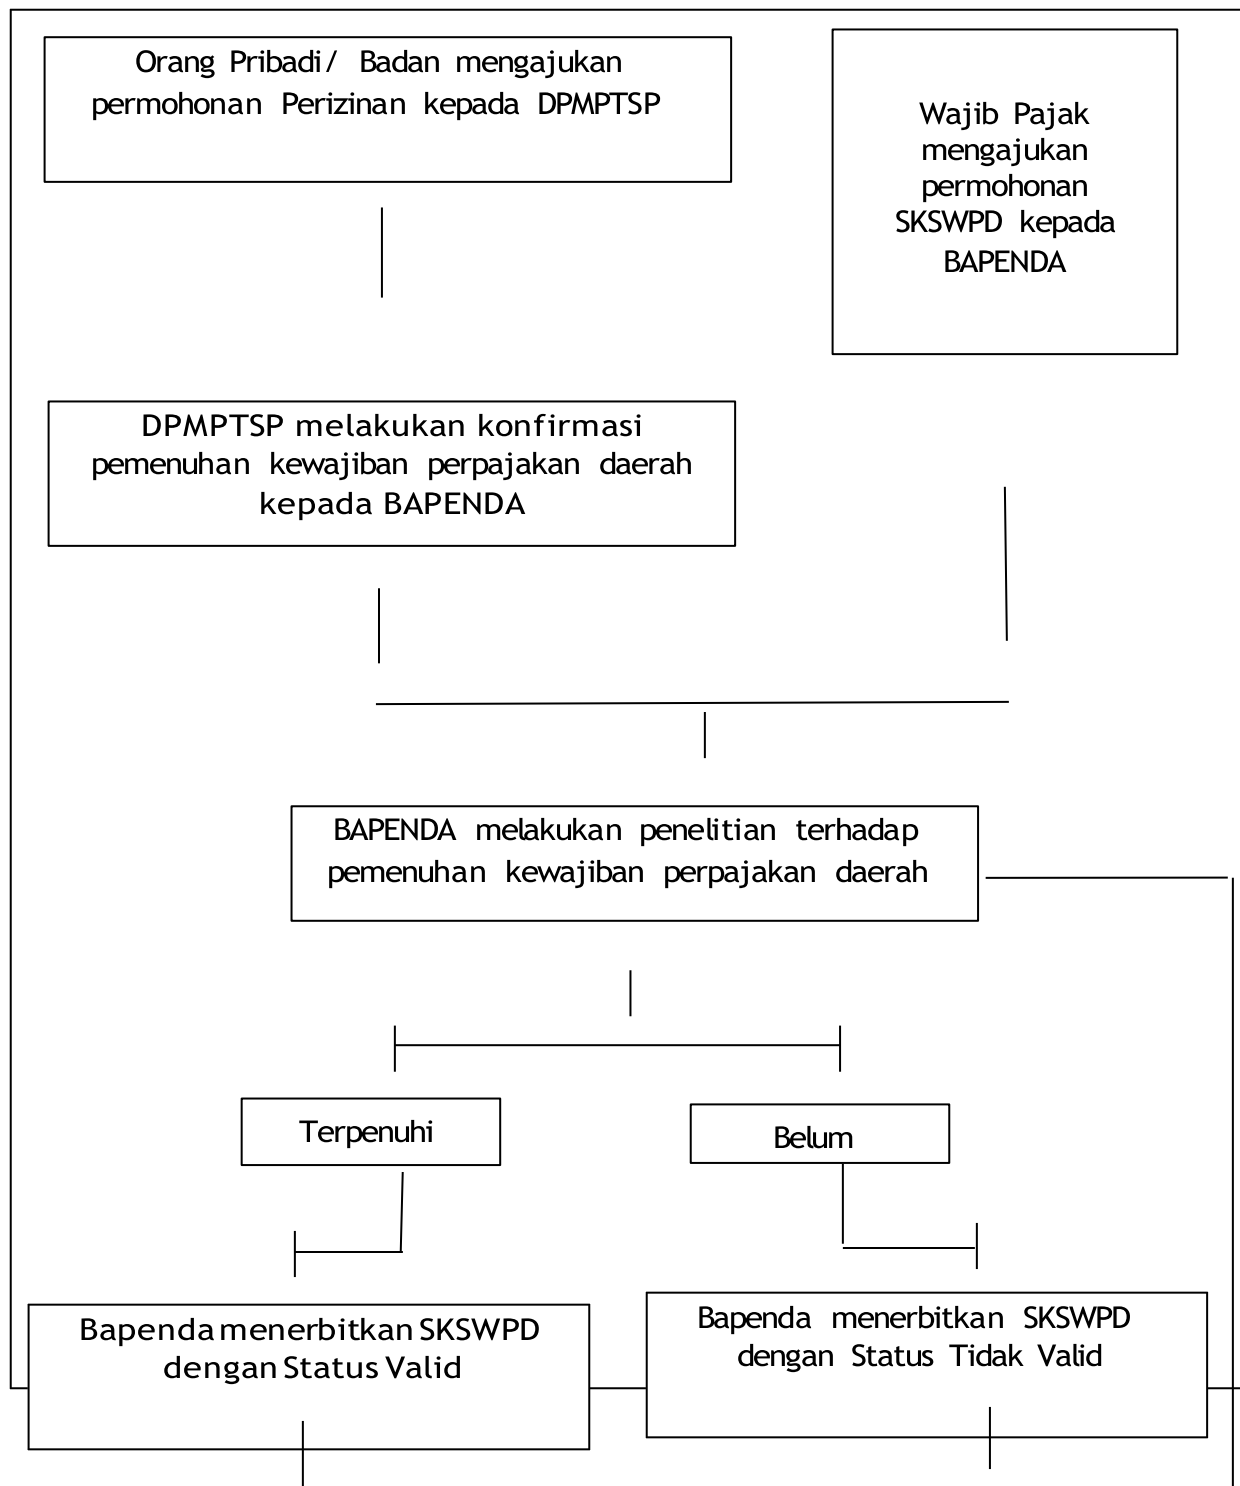 Orang Pribadi/ Badan mengajukan
permohonan Perizinan kepada DPMPTSP
Wajib Pajak
mengajukan
permohonan
SKSWPD kepada
BAPENDA
DPMPTSP melakukan konfirmasi
pemenuhan kewajiban perpajakan daerah
kepada BAPENDA
BAPENDA melakukan penelitian terhadap
pemenuhan kewajiban perpajakan daerah
Terpenuhi
Belum
Bapenda menerbitkan SKSWPD
dengan Status Valid
Bapenda menerbitkan SKSWPD
dengan Status Tidak Valid